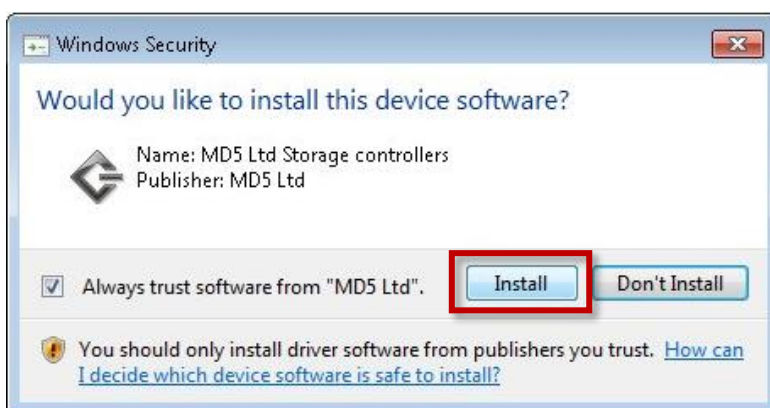 Windows Security
Would you like to install this device software?
Name: MD5 Ltd Storage controllers
Publisher: MD5 Ltd
Always trust software from "MD5 Ltd".
Install
Don't Install
You should only install driver software from publishers you trust. How can
I decide which device software is safe to install?